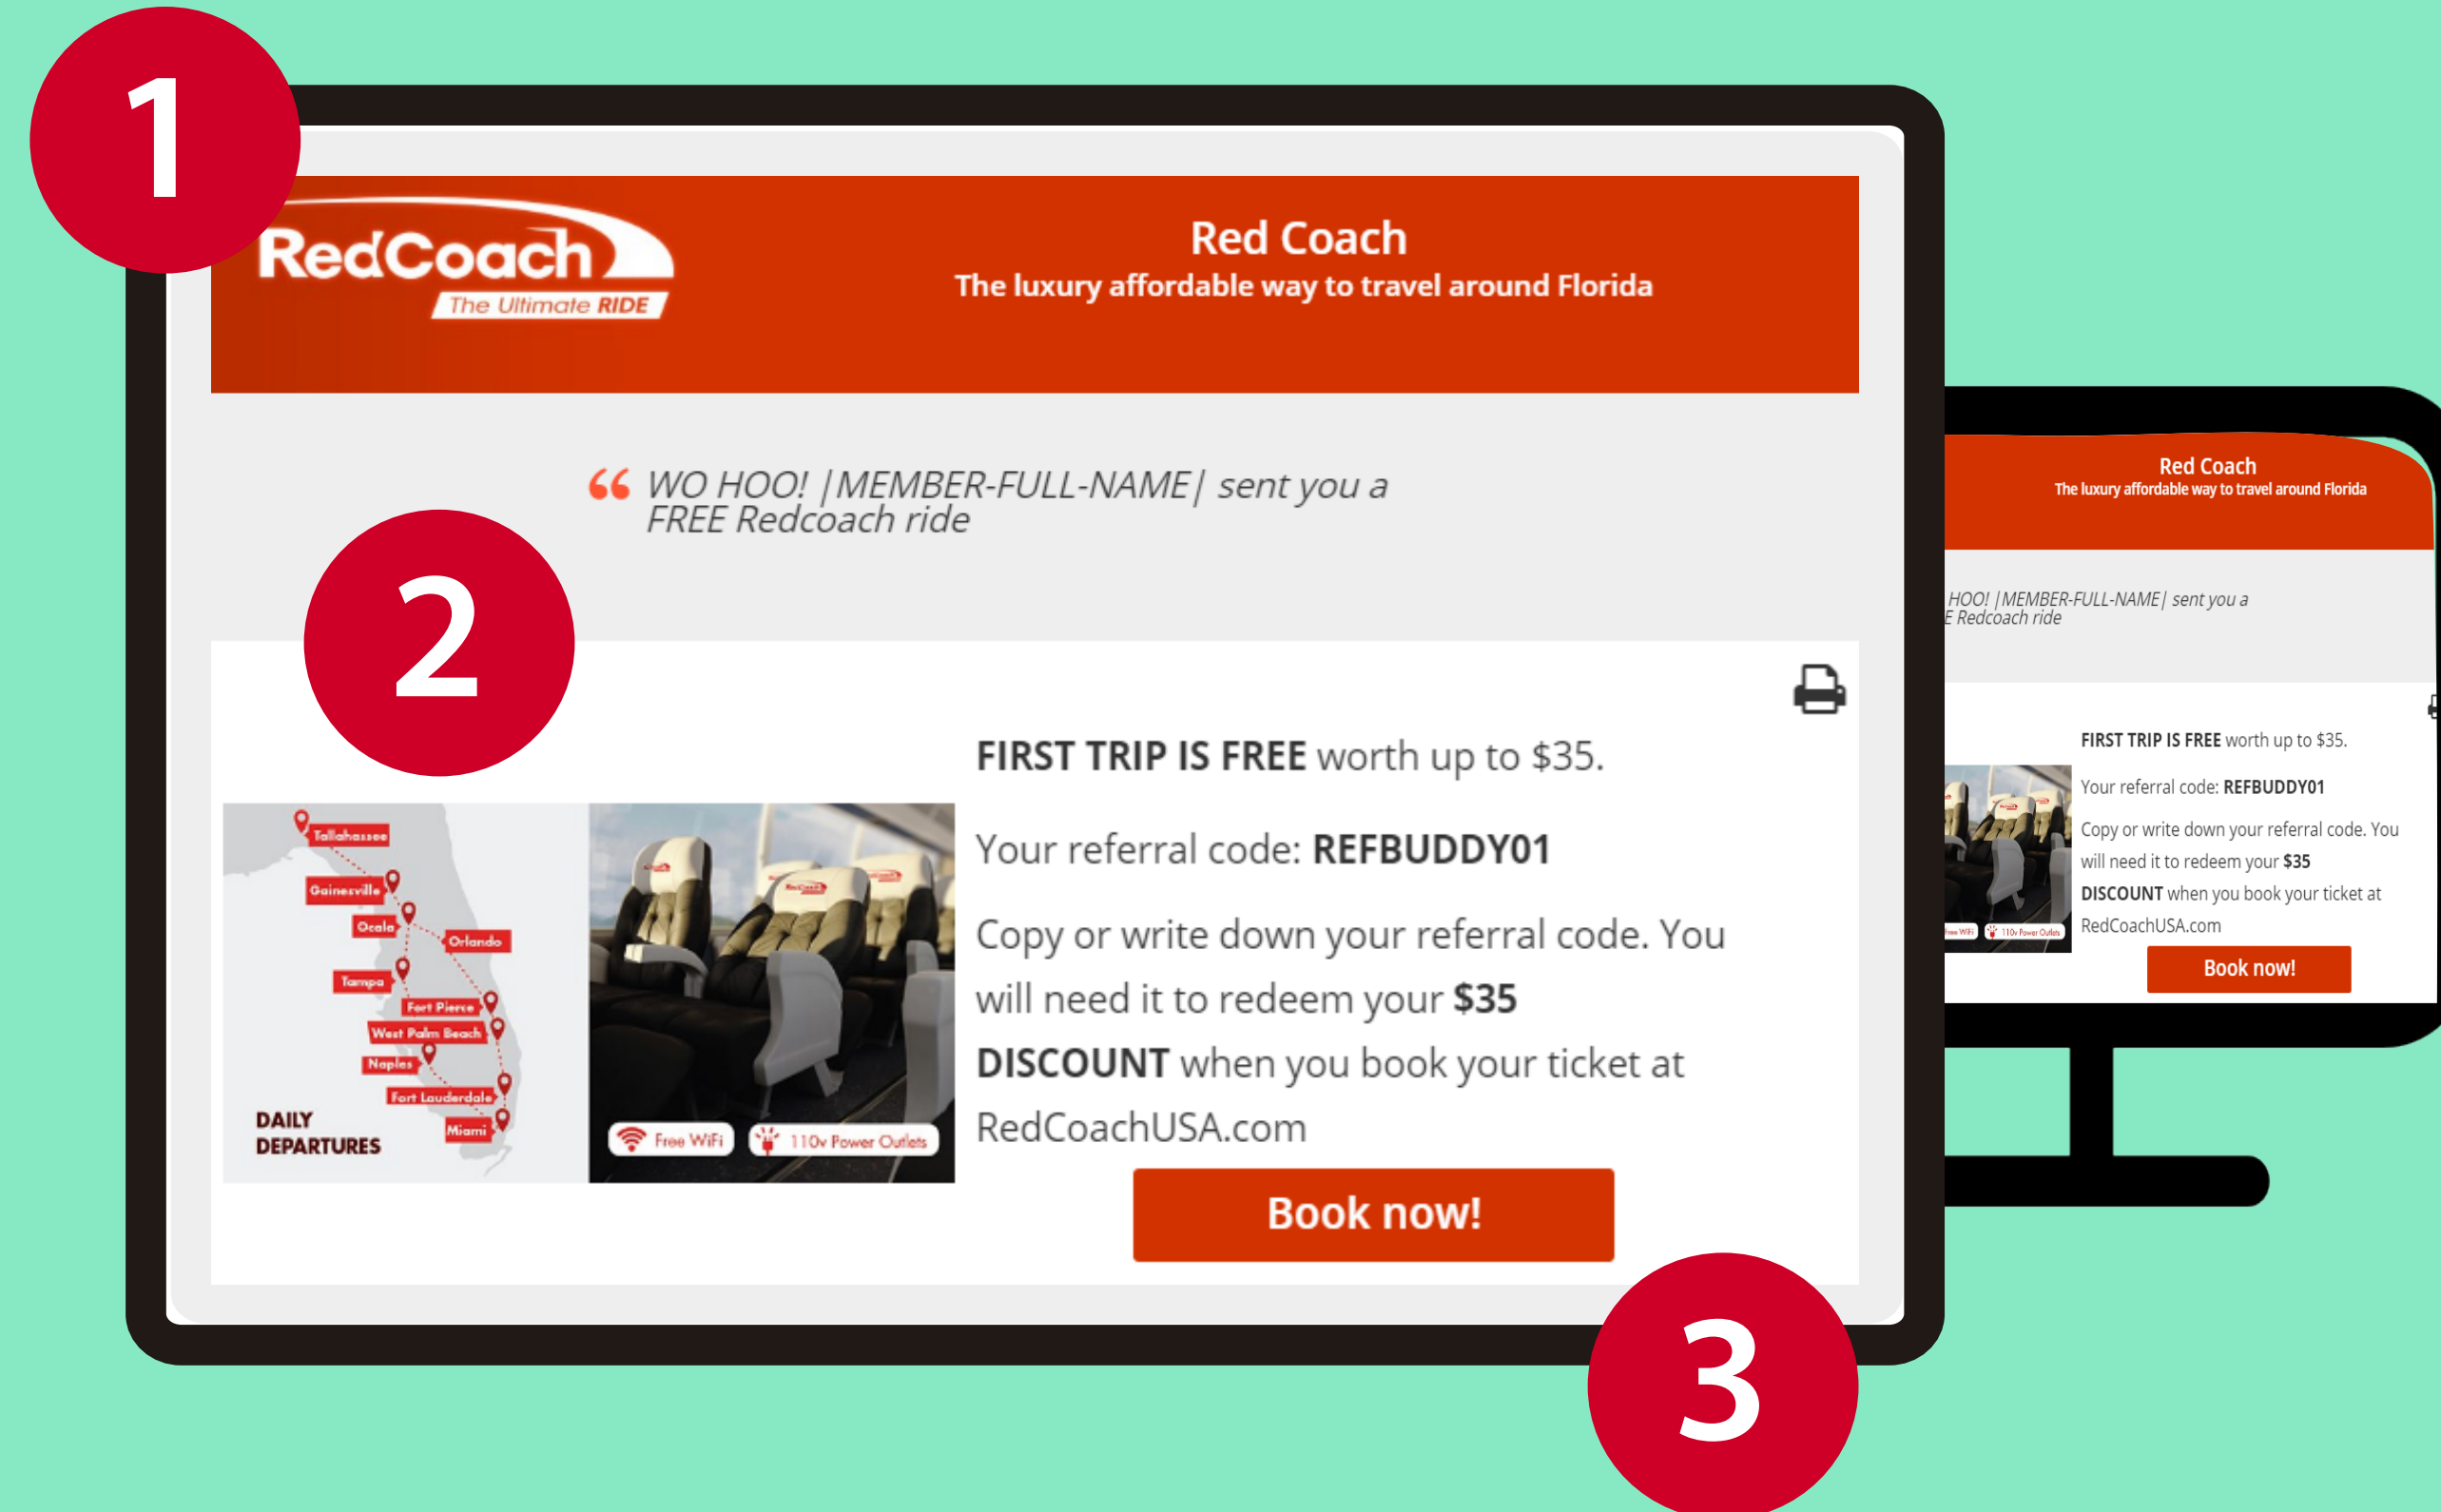 1
RedCoach
The Ultimate RIDE
Red Coach
The luxury affordable way to travel around Florida
“ WO HOO! |MEMBER-FULL-NAME| sent you a
FREE Redcoach ride
2
FIRST TRIP IS FREE worth up to $35.
Your referral code: REFBUDDY01
Copy or write down your referral code. You
will need it to redeem your $35
DISCOUNT when you book your ticket at
RedCoachUSA.com
Book now!
Tallahassee
Gainesville
Ocala
Orlando
Tampa
Fort Pierce
West Palm Beach
Naples
Fort Lauderdale
Miami
DAILY
DEPARTURES
RedCoach
Free WiFi
110v Power Outlets
3
Red Coach
The luxury affordable way to travel around Florida
HOO! |MEMBER-FULL-NAME| sent you a
E Redcoach ride
FIRST TRIP IS FREE worth up to $35.
Your referral code: REFBUDDY01
Copy or write down your referral code. You
will need it to redeem your $35
DISCOUNT when you book your ticket at
RedCoachUSA.com
Book now!
Free WiFi
110v Power Outlets